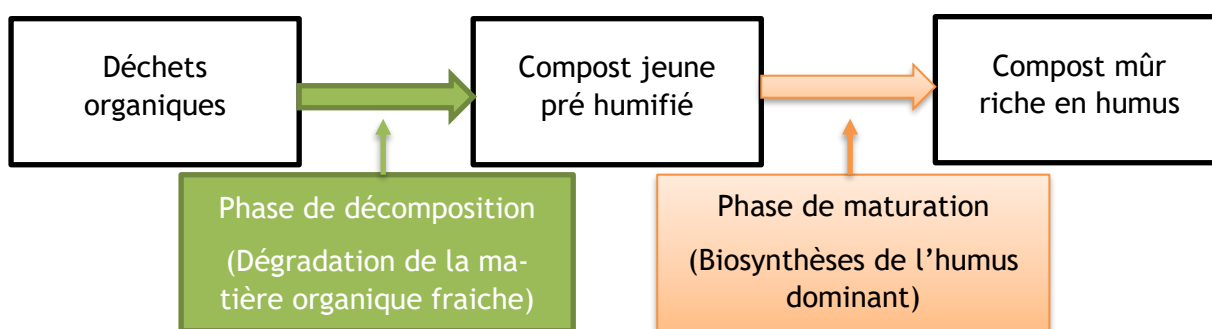 Déchets
organiques
Compost jeune
pré humifié
Compost mûr
riche en humus
Phase de décomposition
(Dégradation de la ma-
tière organique fraiche)
Phase de maturation
(Biosynthèses de l’humus
dominant)